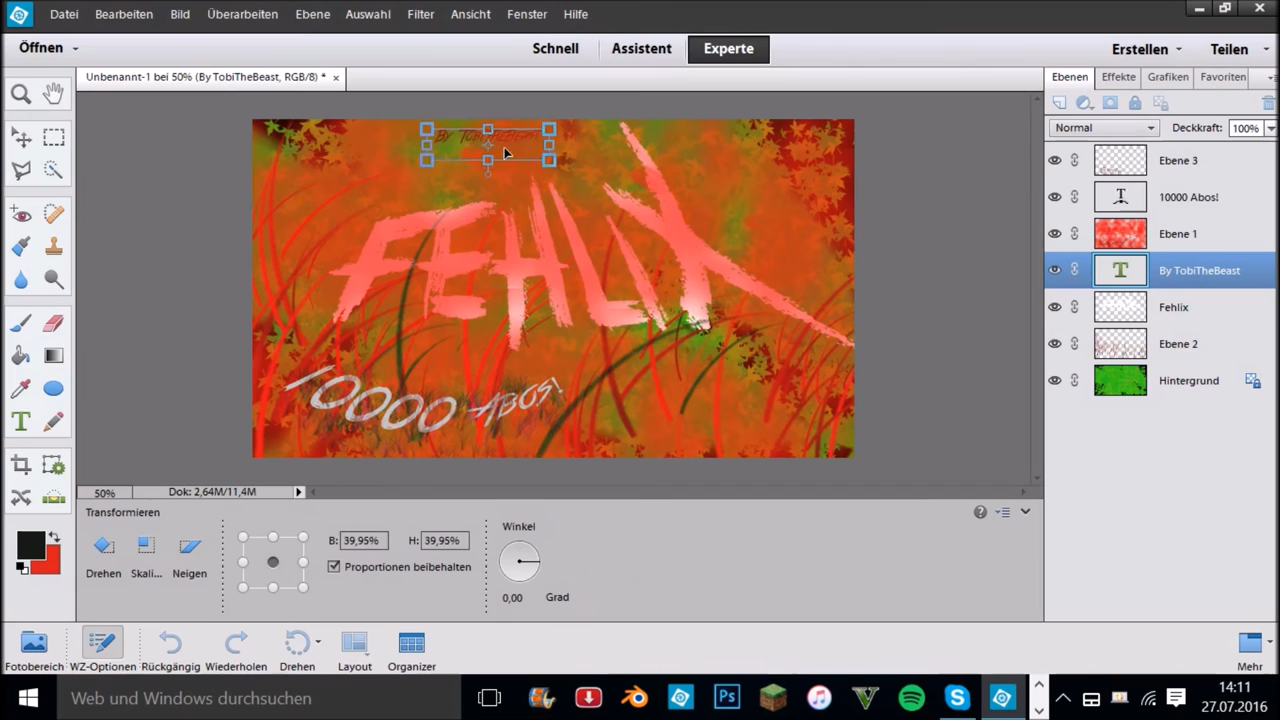 Datei Bearbeiten Bild Überarbeiten Ebene Auswahl Filter Ansicht Fenster Hilfe
Öffnen Schnell Assistent Experte Erstellen Teilen
Unbenannt-1 bei 50% (By TobiTheBeast, RGB/8) * ×
Ebenen Effekte Grafiken Favoriten
Normal Deckkraft: 100%
By TobiTheBeast
FEHLIX
10000 ABOS!
Ebene 3
10000 Abos!
Ebene 1
T By TobiTheBeast
Fehlix
Ebene 2
Hintergrund
50% Dok: 2,64M/11,4M
Transformieren
Drehen Skali... Neigen
B: 39,95% H: 39,95%
Proportionen beibehalten
Winkel
0,00 Grad
Fotobereich WZ-Optionen Rückgängig Wiederholen Drehen Layout Organizer Mehr
Web und Windows durchsuchen
Ps
14:11
27.07.2016